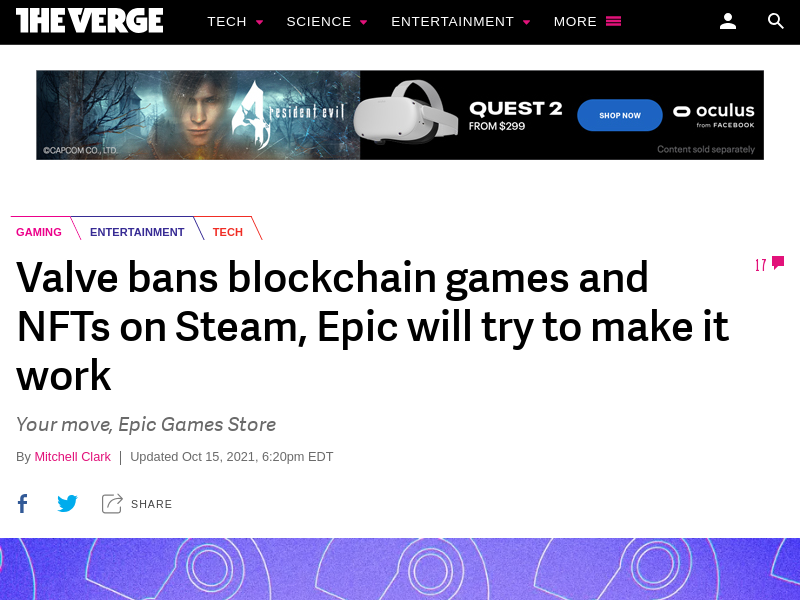 THE VERGE
TECH SCIENCE ENTERTAINMENT MORE
4 resident evil
©CAPCOM CO., LTD.
QUEST 2
FROM $299
SHOP NOW
oculus
from FACEBOOK
Content sold separately
GAMING ENTERTAINMENT TECH
Valve bans blockchain games and
NFTs on Steam, Epic will try to make it
work
17
Your move, Epic Games Store
By Mitchell Clark | Updated Oct 15, 2021, 6:20pm EDT
SHARE